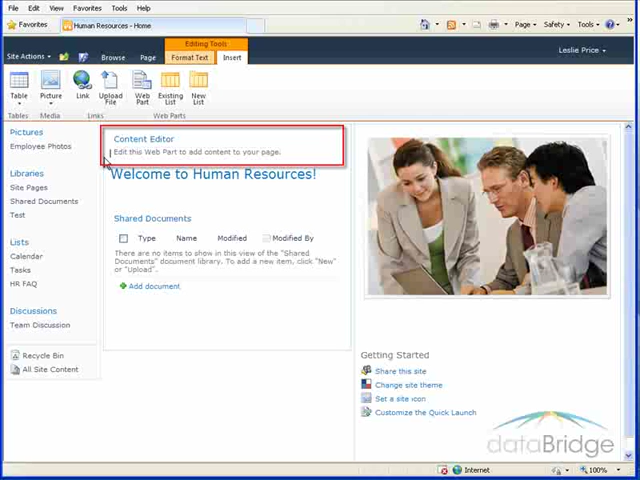 File Edit View Favorites Tools Help
Favorites Human Resources - Home Page Safety Tools
Editing Tools
Leslie Price
Site Actions Browse Page Format Text Insert
Table Picture Link Upload File Web Part Existing List New List
Tables Media Links Web Parts
Pictures
Employee Photos
Libraries
Site Pages
Shared Documents
Test
Lists
Calendar
Tasks
HR FAQ
Discussions
Team Discussion
Recycle Bin
All Site Content
Content Editor
Edit this Web Part to add content to your page.
Welcome to Human Resources!
Shared Documents
Type Name Modified Modified By
There are no items to show in this view of the "Shared
Documents" document library. To add a new item, click "New"
or "Upload".
Add document
Getting Started
Share this site
Change site theme
Set a site icon
Customize the Quick Launch
dataBridge
Internet 100%